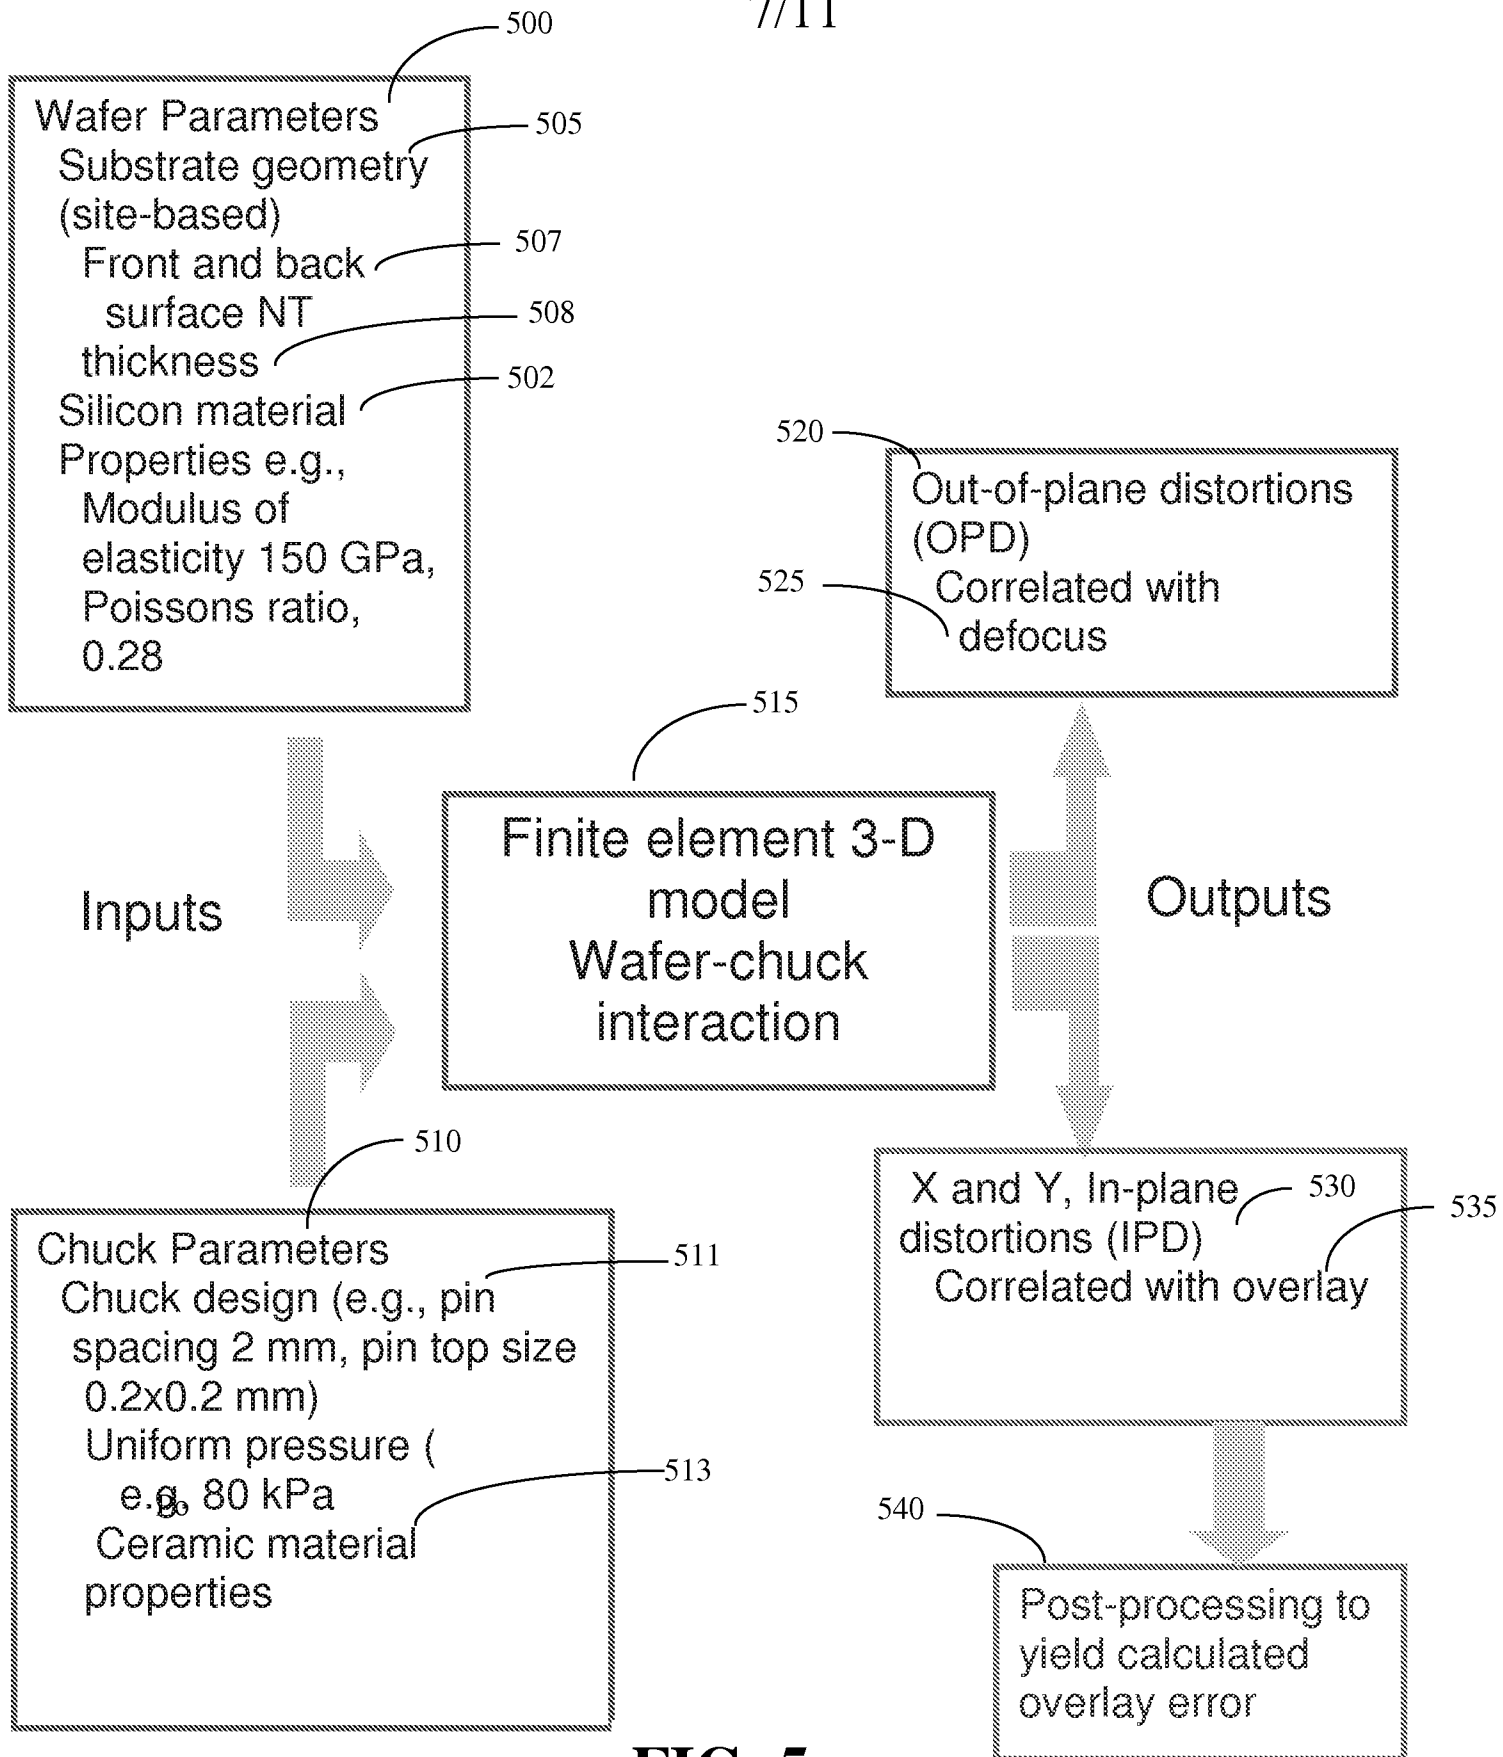 7/11
500
Wafer Parameters
505
Substrate geometry
(site-based)
507
Front and back
surface NT
508
thickness
502
Silicon material
Properties e.g.,
Modulus of
elasticity 150 GPa,
Poissons ratio,
0.28
520
Out-of-plane distortions
(OPD)
525
Correlated with
defocus
515
Finite element 3-D
model
Wafer-chuck
interaction
Inputs
Outputs
510
Chuck Parameters
511
Chuck design (e.g., pin
spacing 2 mm, pin top size
0.2x0.2 mm)
Uniform pressure (
513
e.g. 80 kPa
Ceramic material
properties
X and Y, In-plane
530
535
distortions (IPD)
Correlated with overlay
540
Post-processing to
yield calculated
overlay error
FIG. 5